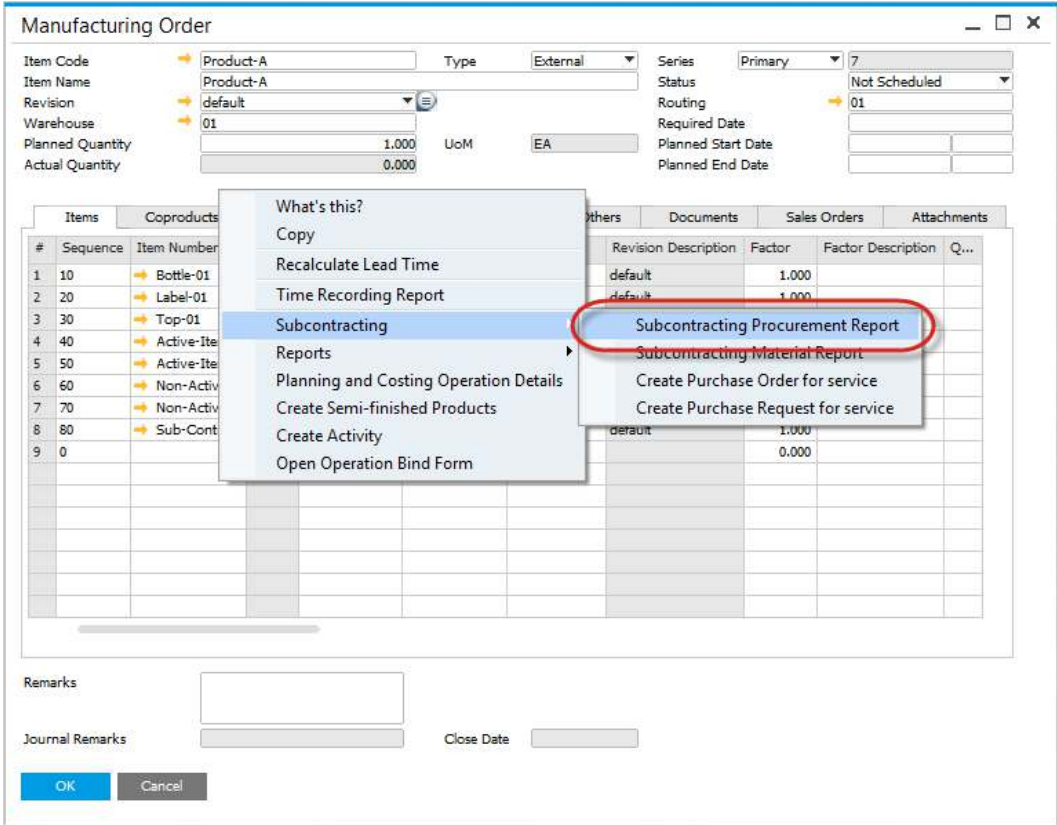 Manufacturing Order
Item Code Product-A Type External Series Primary 7
Item Name Product-A Status Not Scheduled
Revision default Routing 01
Warehouse 01 Required Date
Planned Quantity 1.000 UoM EA Planned Start Date
Actual Quantity 0.000 Planned End Date
Items Coproducts thers Documents Sales Orders Attachments
# Sequence Item Number Revision Description Factor Factor Description Q...
1 10 Bottle-01 default 1.000
2 20 Label-01 default 1.000
3 30 Top-01
4 40 Active-Ite
5 50 Active-Ite
6 60 Non-Activ
7 70 Non-Activ
8 80 Sub-Cont default 1.000
9 0 0.000
What's this?
Copy
Recalculate Lead Time
Time Recording Report
Subcontracting
Reports
Planning and Costing Operation Details
Create Semi-finished Products
Create Activity
Open Operation Bind Form
Subcontracting Procurement Report
Subcontracting Material Report
Create Purchase Order for service
Create Purchase Request for service
Remarks
Journal Remarks Close Date
OK Cancel